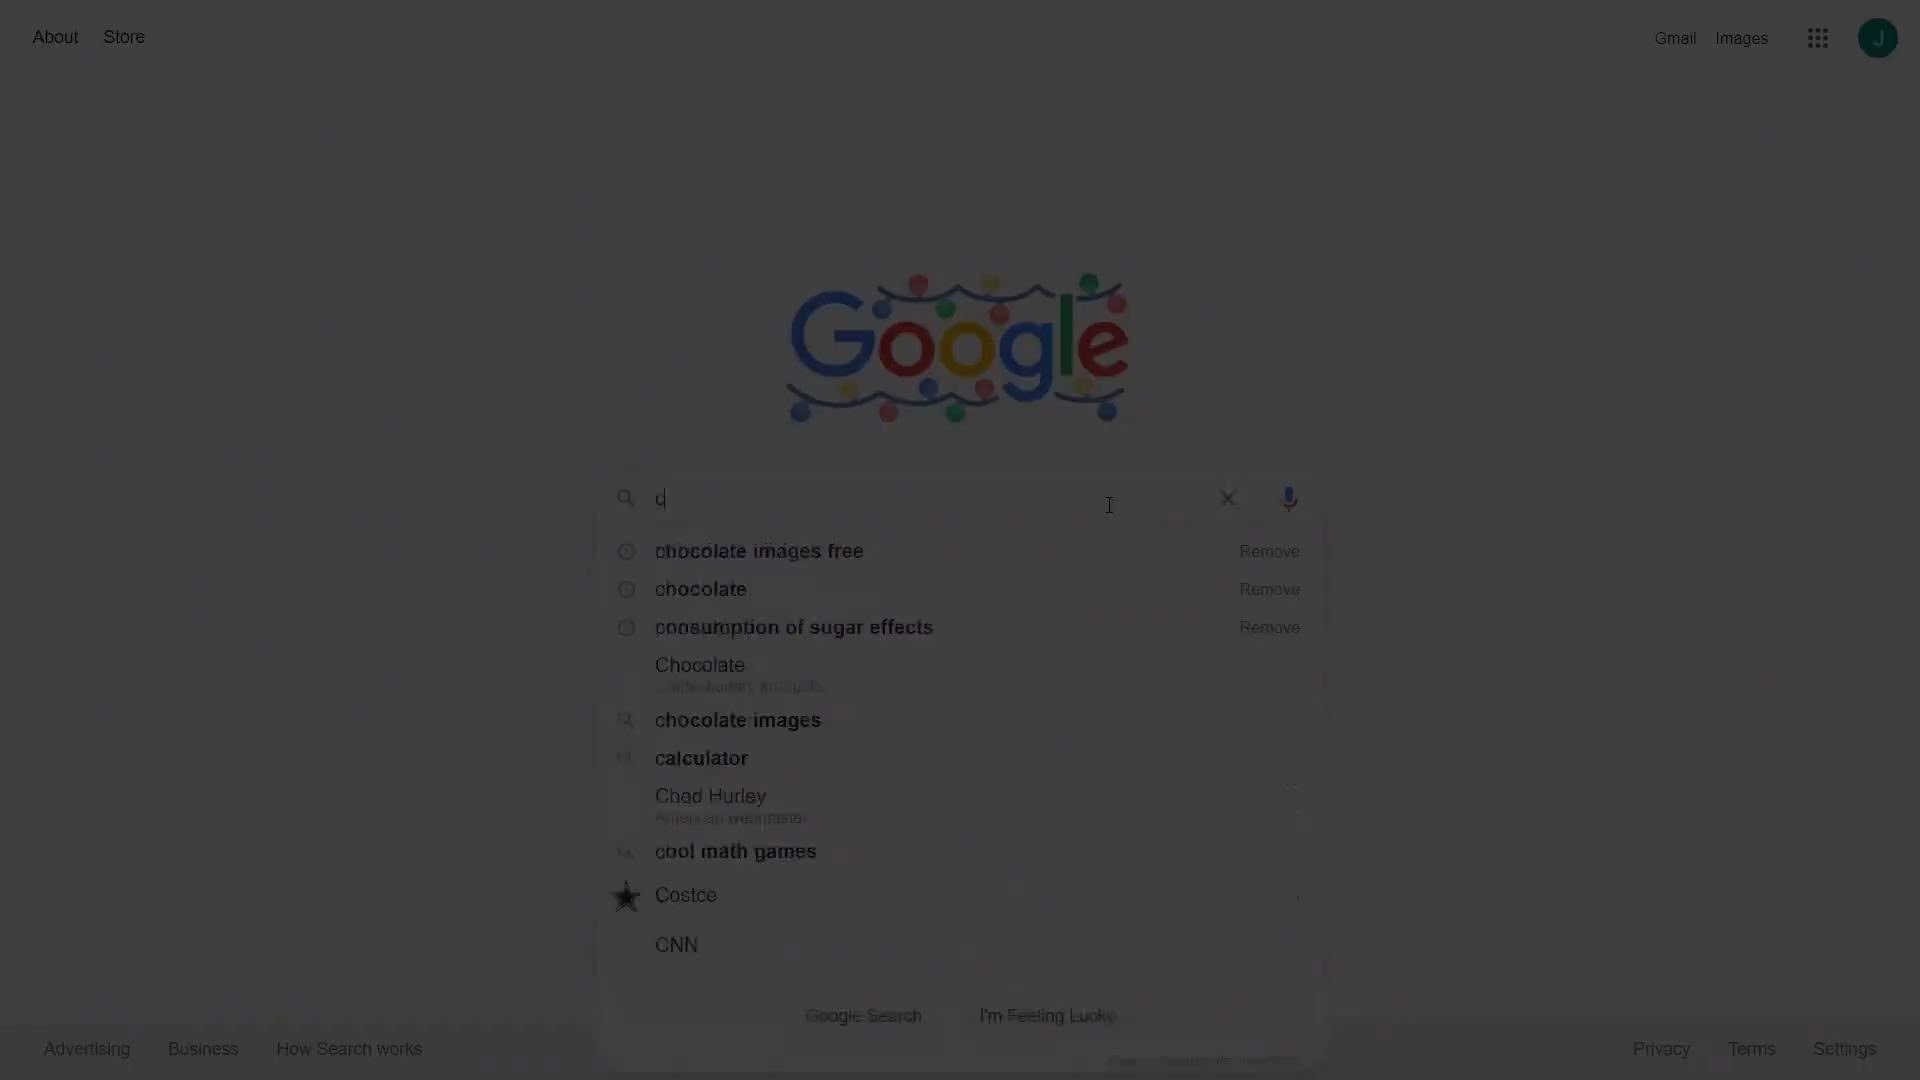 About Store
Gmail Images
J
Google
c
chocolate images free Remove
chocolate Remove
consumption of sugar effects Remove
Chocolate
chocolate images
calculator
Chad Hurley
cool math games
Costco
CNN
Google Search I'm Feeling Lucky
Advertising Business How Search works
Privacy Terms Settings